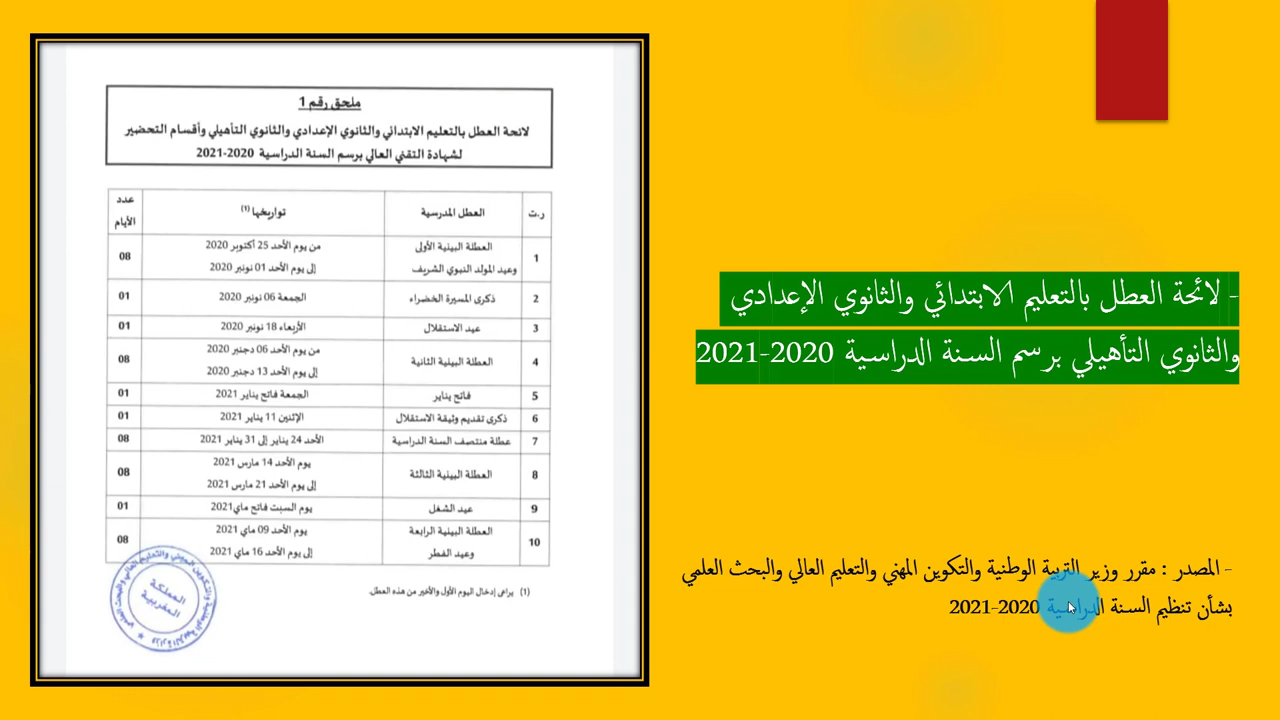 ملحق رقم 1
لائحة العطل بالتعليم الابتدائي والثانوي الإعدادي والثانوي التأهيلي وأقسام التحضير
لشهادة التقني العالي برسم السنة الدراسية 2020-2021
ر.ت العطل المدرسية تواريخها (1) عدد الأيام
1 العطلة البينية الأولى من يوم الأحد 25 أكتوبر 2020 08
وعيد المولد النبوي الشريف إلى يوم الأحد 01 نونبر 2020
2 ذكرى المسيرة الخضراء الجمعة 06 نونبر 2020 01
3 عيد الاستقلال الأربعاء 18 نونبر 2020 01
4 العطلة البينية الثانية من يوم الأحد 06 دجنبر 2020 08
إلى يوم الأحد 13 دجنبر 2020
5 فاتح يناير الجمعة فاتح يناير 2021 01
6 ذكرى تقديم وثيقة الاستقلال الإثنين 11 يناير 2021 01
7 عطلة منتصف السنة الدراسية الأحد 24 يناير إلى 31 يناير 2021 08
8 العطلة البينية الثالثة يوم الأحد 14 مارس 2021 08
إلى يوم الأحد 21 مارس 2021
9 عيد الشغل يوم السبت فاتح ماي2021 01
10 العطلة البينية الرابعة يوم الأحد 09 ماي 2021 08
وعيد الفطر إلى يوم الأحد 16 ماي 2021
(1) يراعى إدخال اليوم الأول والأخير من هذه العطل.
المملكة
المغربية
- لائحة العطل بالتعليم الابتدائي والثانوي الإعدادي
والثانوي التأهيلي برسم السنة الدراسية 2020-2021
- المصدر : مقرر وزير التربية الوطنية والتكوين المهني والتعليم العالي والبحث العلمي
بشأن تنظيم السنة الدراسية 2020-2021